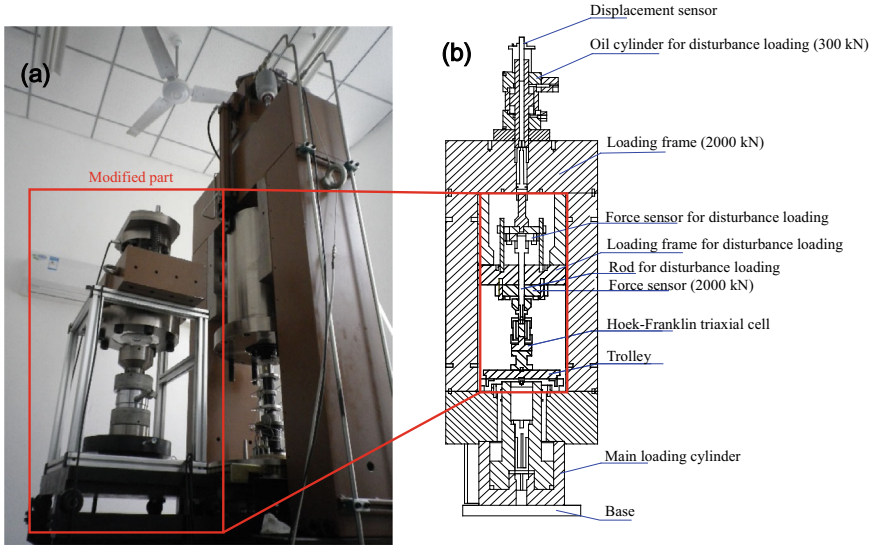 (a)
Modified part
(b)
Displacement sensor
Oil cylinder for disturbance loading (300 kN)
Loading frame (2000 kN)
Force sensor for disturbance loading
Loading frame for disturbance loading
Rod for disturbance loading
Force sensor (2000 kN)
Hoek-Franklin triaxial cell
Trolley
Main loading cylinder
Base